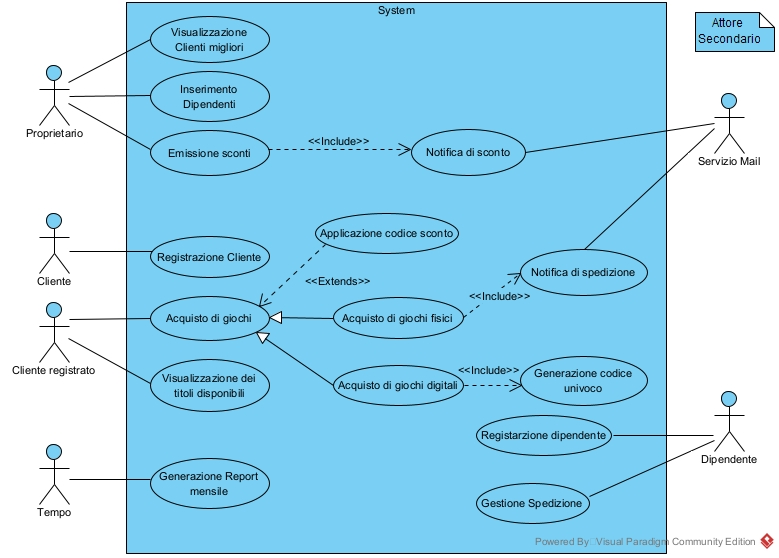 System
Attore
Secondario
Visualizzazione
Clienti migliori
Inserimento
Dipendenti
Proprietario
Emissione sconti
<<Include>>
Notifica di sconto
Servizio Mail
Applicazione codice sconto
Registrazione Cliente
Cliente
<<Extends>>
Notifica di spedizione
<<Include>>
Acquisto di giochi
Acquisto di giochi fisici
Cliente registrato
Visualizzazione dei
titoli disponibili
Acquisto di giochi digitali
<<Include>>
Generazione codice
univoco
Registarzione dipendente
Dipendente
Generazione Report
mensile
Tempo
Gestione Spedizione
Powered By Visual Paradigm Community Edition